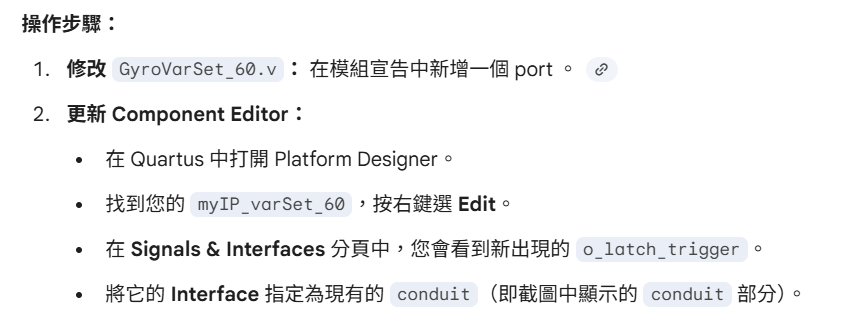 操作步驟：
1. 修改 GyroVarSet_60.v： 在模組宣告中新增一個 port 。
2. 更新 Component Editor：
• 在 Quartus 中打開 Platform Designer。
• 找到您的 myIP_varSet_60，按右鍵選 Edit。
• 在 Signals & Interfaces 分頁中，您會看到新出現的 o_latch_trigger。
• 將它的 Interface 指定為現有的 conduit（即截圖中顯示的 conduit 部分）。